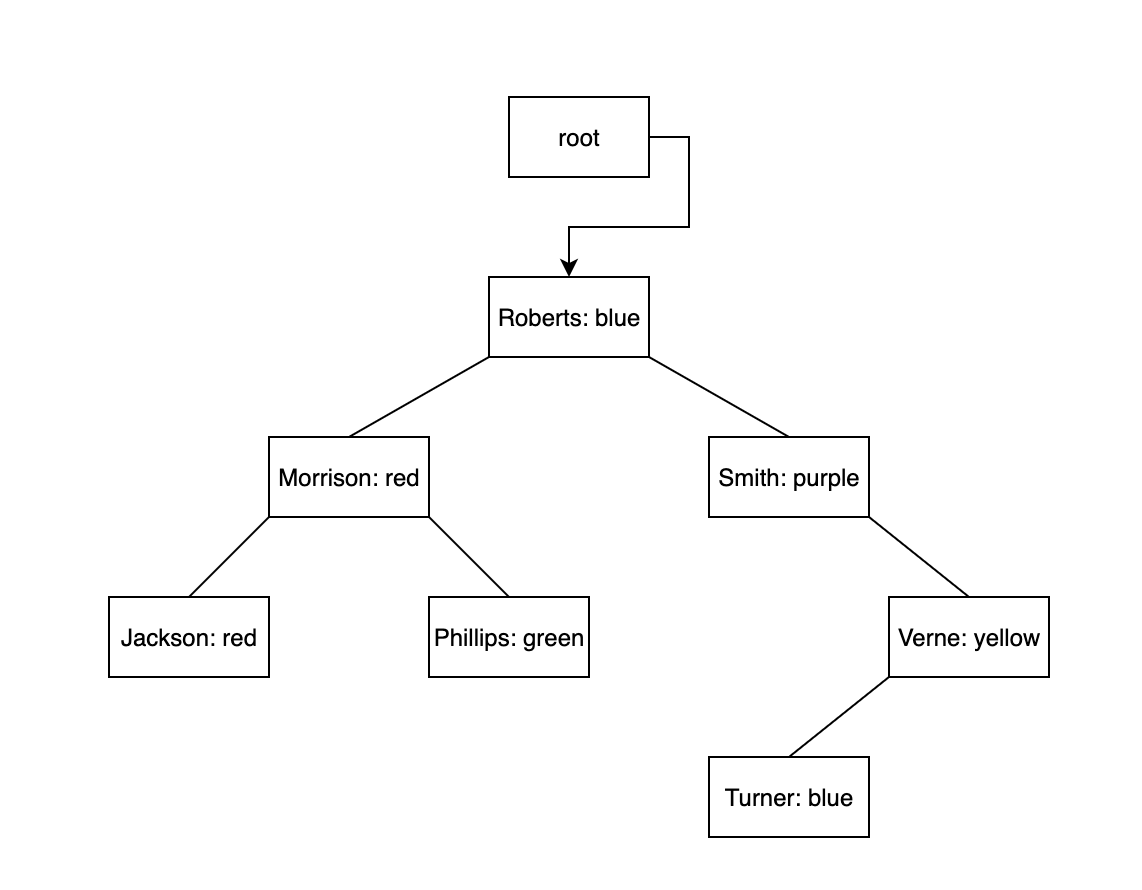 root
Roberts: blue
Morrison: red
Smith: purple
Jackson: red
Phillips: green
Verne: yellow
Turner: blue